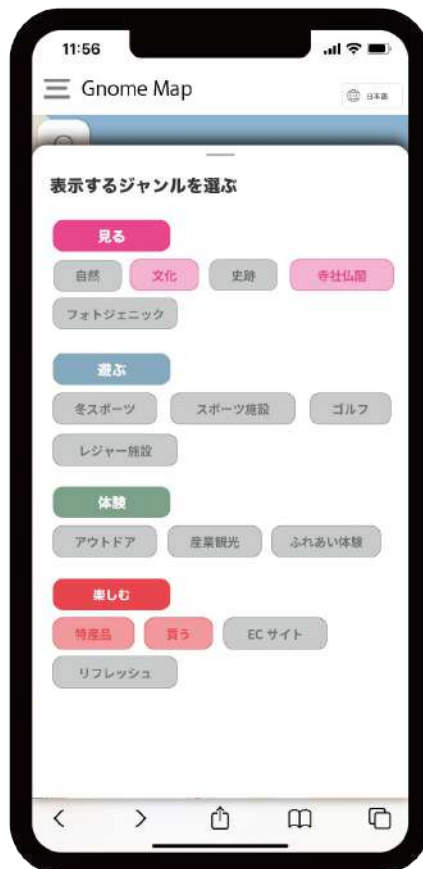 11:56
Gnome Map
日本語
表示するジャンルを選ぶ
見る
自然 文化 史跡 寺社仏閣
フォトジェニック
遊ぶ
冬スポーツ スポーツ施設 ゴルフ
レジャー施設
体験
アウトドア 産業観光 ふれあい体験
楽しむ
特産品 買う ECサイト
リフレッシュ